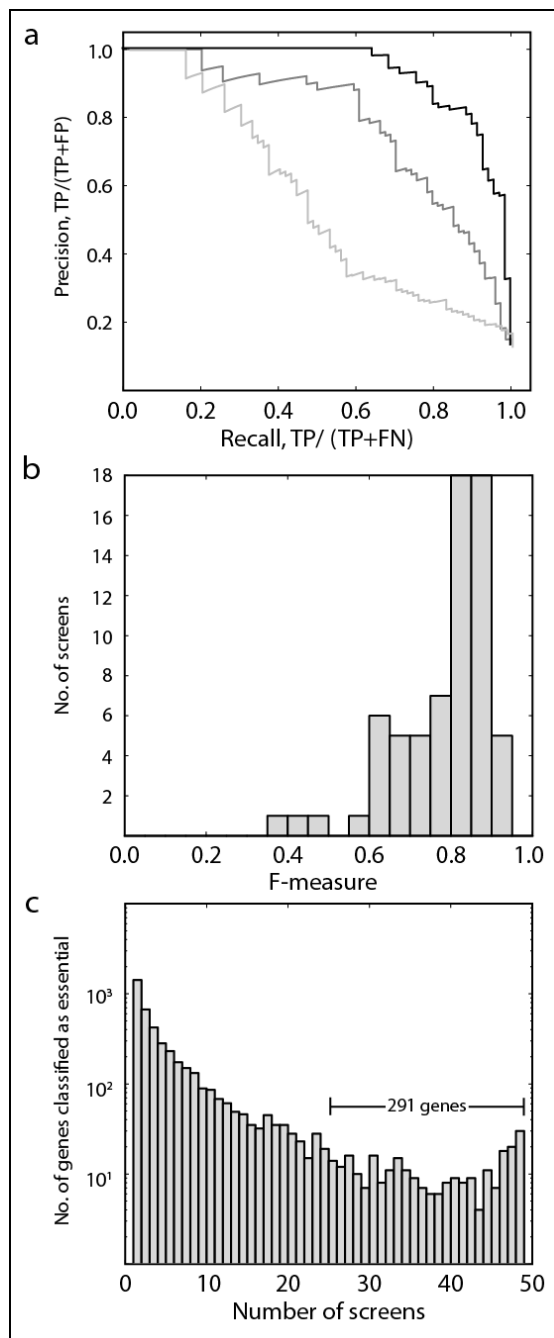 a
1.0
0.8
0.6
0.4
0.2
Precision, TP/(TP+FP)
0.0 0.2 0.4 0.6 0.8 1.0
Recall, TP/ (TP+FN)
b
18
16
14
12
10
8
6
4
2
No. of screens
0.0 0.2 0.4 0.6 0.8 1.0
F-measure
c
No. of genes classified as essential
10³
10²
10¹
291 genes
0 10 20 30 40 50
Number of screens